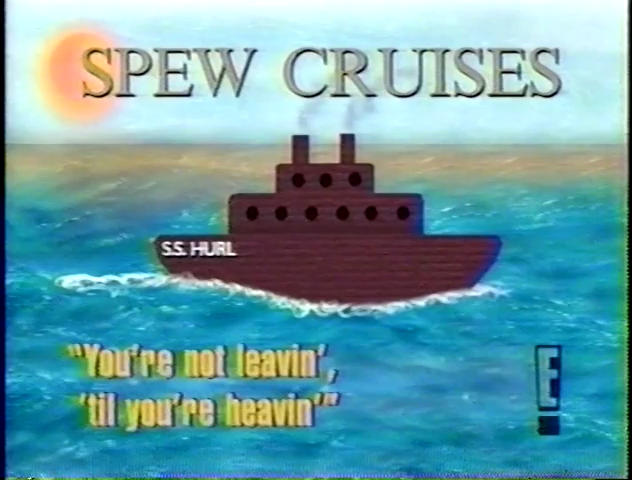 SPEW CRUISES
S.S. HURL
"You're not leavin',
'til you're heavin'"
E!